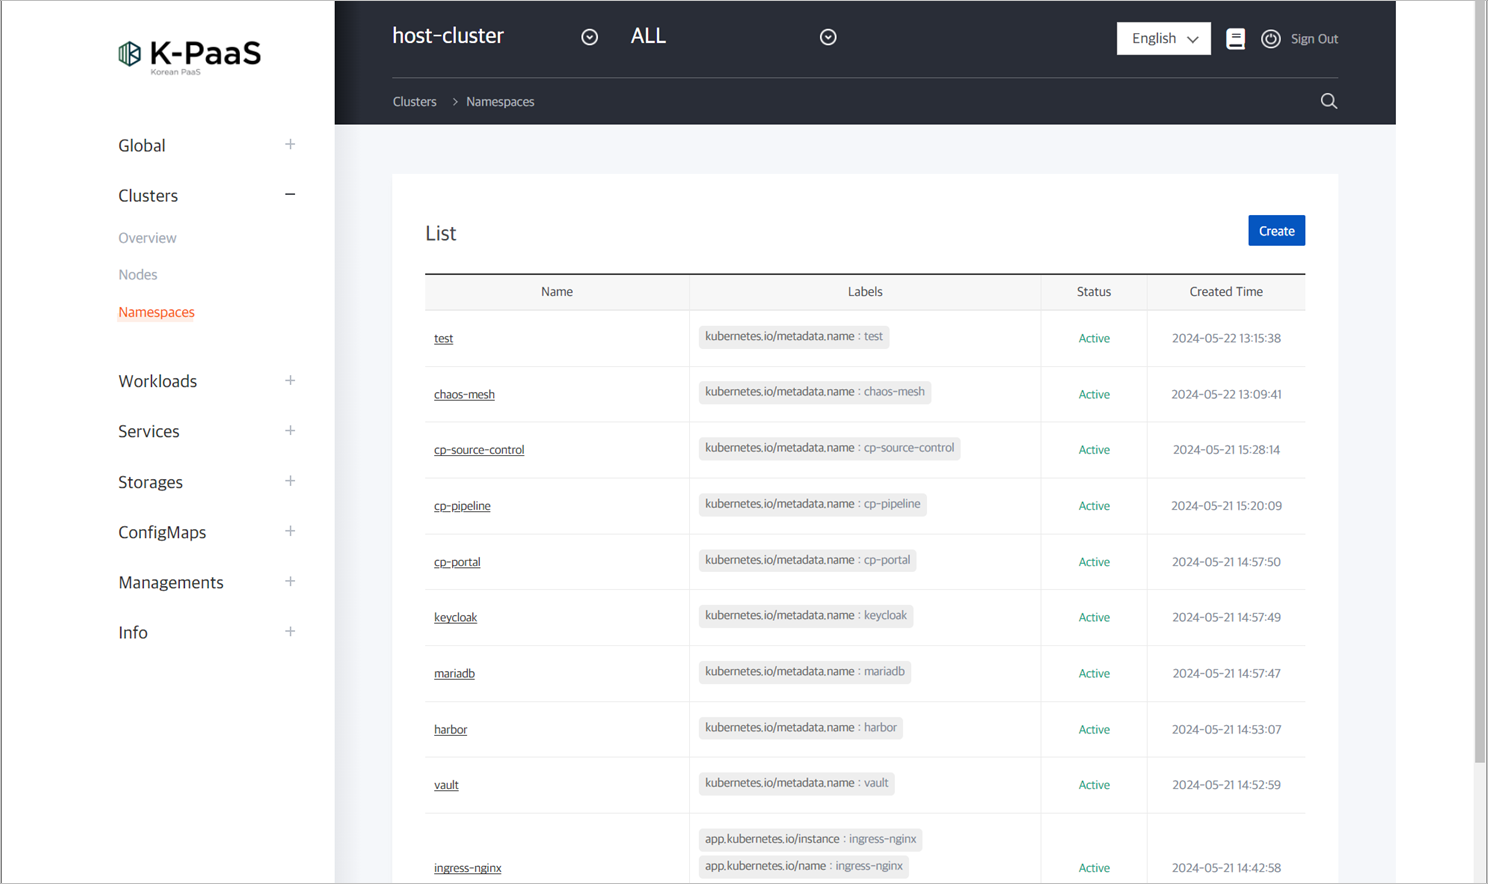 K-PaaS
Korean PaaS
host-cluster
ALL
English
Sign Out
Clusters > Namespaces
Global +
Clusters −
Overview
Nodes
Namespaces
Workloads +
Services +
Storages +
ConfigMaps +
Managements +
Info +
List
Create
Name Labels Status Created Time
test kubernetes.io/metadata.name : test Active 2024-05-22 13:15:38
chaos-mesh kubernetes.io/metadata.name : chaos-mesh Active 2024-05-22 13:09:41
cp-source-control kubernetes.io/metadata.name : cp-source-control Active 2024-05-21 15:28:14
cp-pipeline kubernetes.io/metadata.name : cp-pipeline Active 2024-05-21 15:20:09
cp-portal kubernetes.io/metadata.name : cp-portal Active 2024-05-21 14:57:50
keycloak kubernetes.io/metadata.name : keycloak Active 2024-05-21 14:57:49
mariadb kubernetes.io/metadata.name : mariadb Active 2024-05-21 14:57:47
harbor kubernetes.io/metadata.name : harbor Active 2024-05-21 14:53:07
vault kubernetes.io/metadata.name : vault Active 2024-05-21 14:52:59
app.kubernetes.io/instance : ingress-nginx
app.kubernetes.io/name : ingress-nginx
ingress-nginx Active 2024-05-21 14:42:58